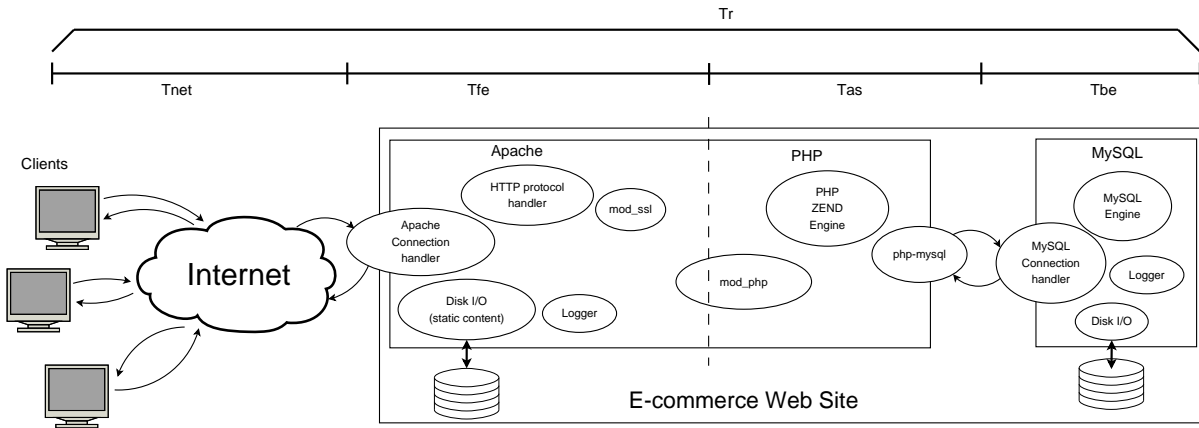 Tr
Tnet
Tfe
Tas
Tbe
Clients
Internet
Apache
PHP
MySQL
HTTP protocol
handler
mod_ssl
Apache
Connection
handler
Disk I/O
(static content)
Logger
mod_php
PHP
ZEND
Engine
php-mysql
MySQL
Engine
MySQL
Connection
handler
Logger
Disk I/O
E-commerce Web Site